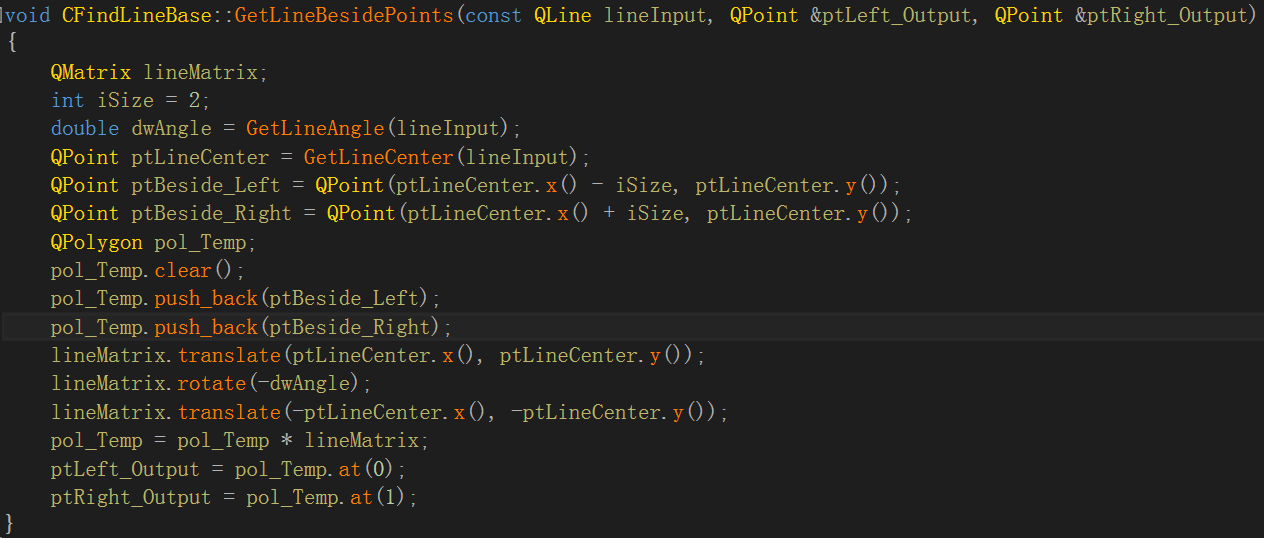 void CFindLineBase::GetLineBesidePoints(const QLine lineInput, QPoint &ptLeft_Output, QPoint &ptRight_Output)
{
    QMatrix lineMatrix;
    int iSize = 2;
    double dwAngle = GetLineAngle(lineInput);
    QPoint ptLineCenter = GetLineCenter(lineInput);
    QPoint ptBeside_Left = QPoint(ptLineCenter.x() - iSize, ptLineCenter.y());
    QPoint ptBeside_Right = QPoint(ptLineCenter.x() + iSize, ptLineCenter.y());
    QPolygon pol_Temp;
    pol_Temp.clear();
    pol_Temp.push_back(ptBeside_Left);
    pol_Temp.push_back(ptBeside_Right);
    lineMatrix.translate(ptLineCenter.x(), ptLineCenter.y());
    lineMatrix.rotate(-dwAngle);
    lineMatrix.translate(-ptLineCenter.x(), -ptLineCenter.y());
    pol_Temp = pol_Temp * lineMatrix;
    ptLeft_Output = pol_Temp.at(0);
    ptRight_Output = pol_Temp.at(1);
}